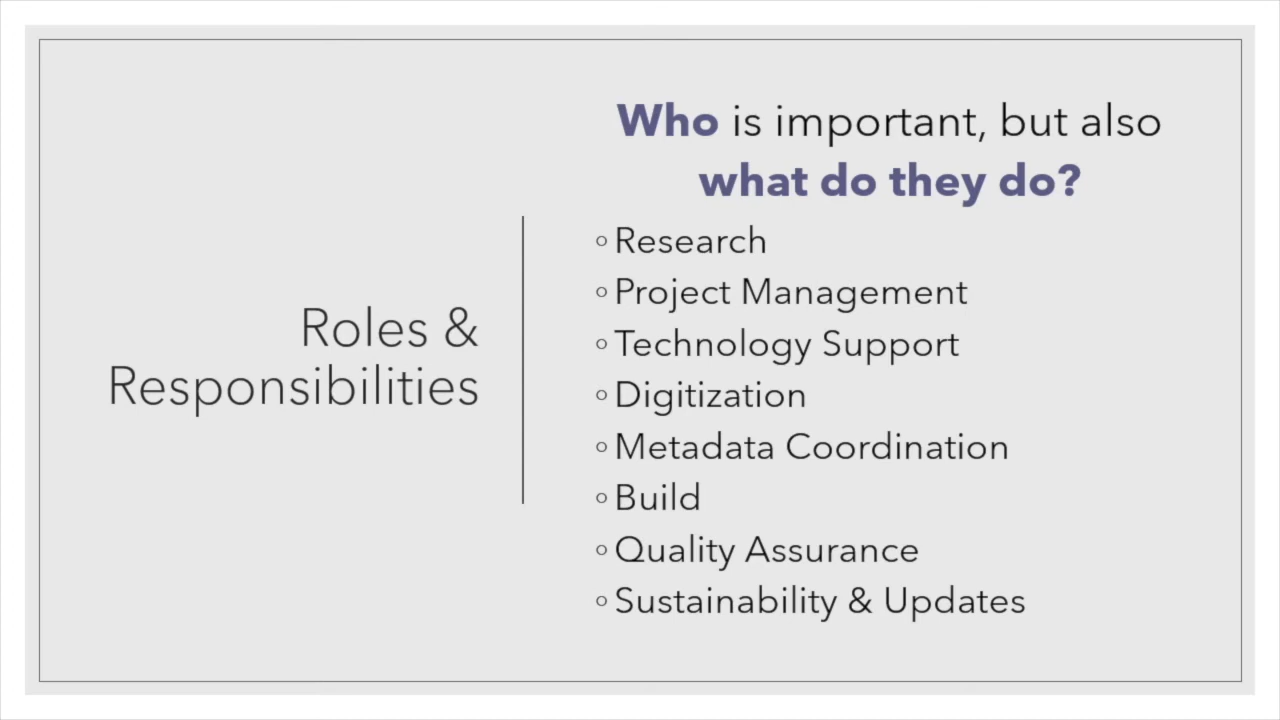 Roles &
Responsibilities
Who is important, but also
what do they do?
◦ Research
◦ Project Management
◦ Technology Support
◦ Digitization
◦ Metadata Coordination
◦ Build
◦ Quality Assurance
◦ Sustainability & Updates